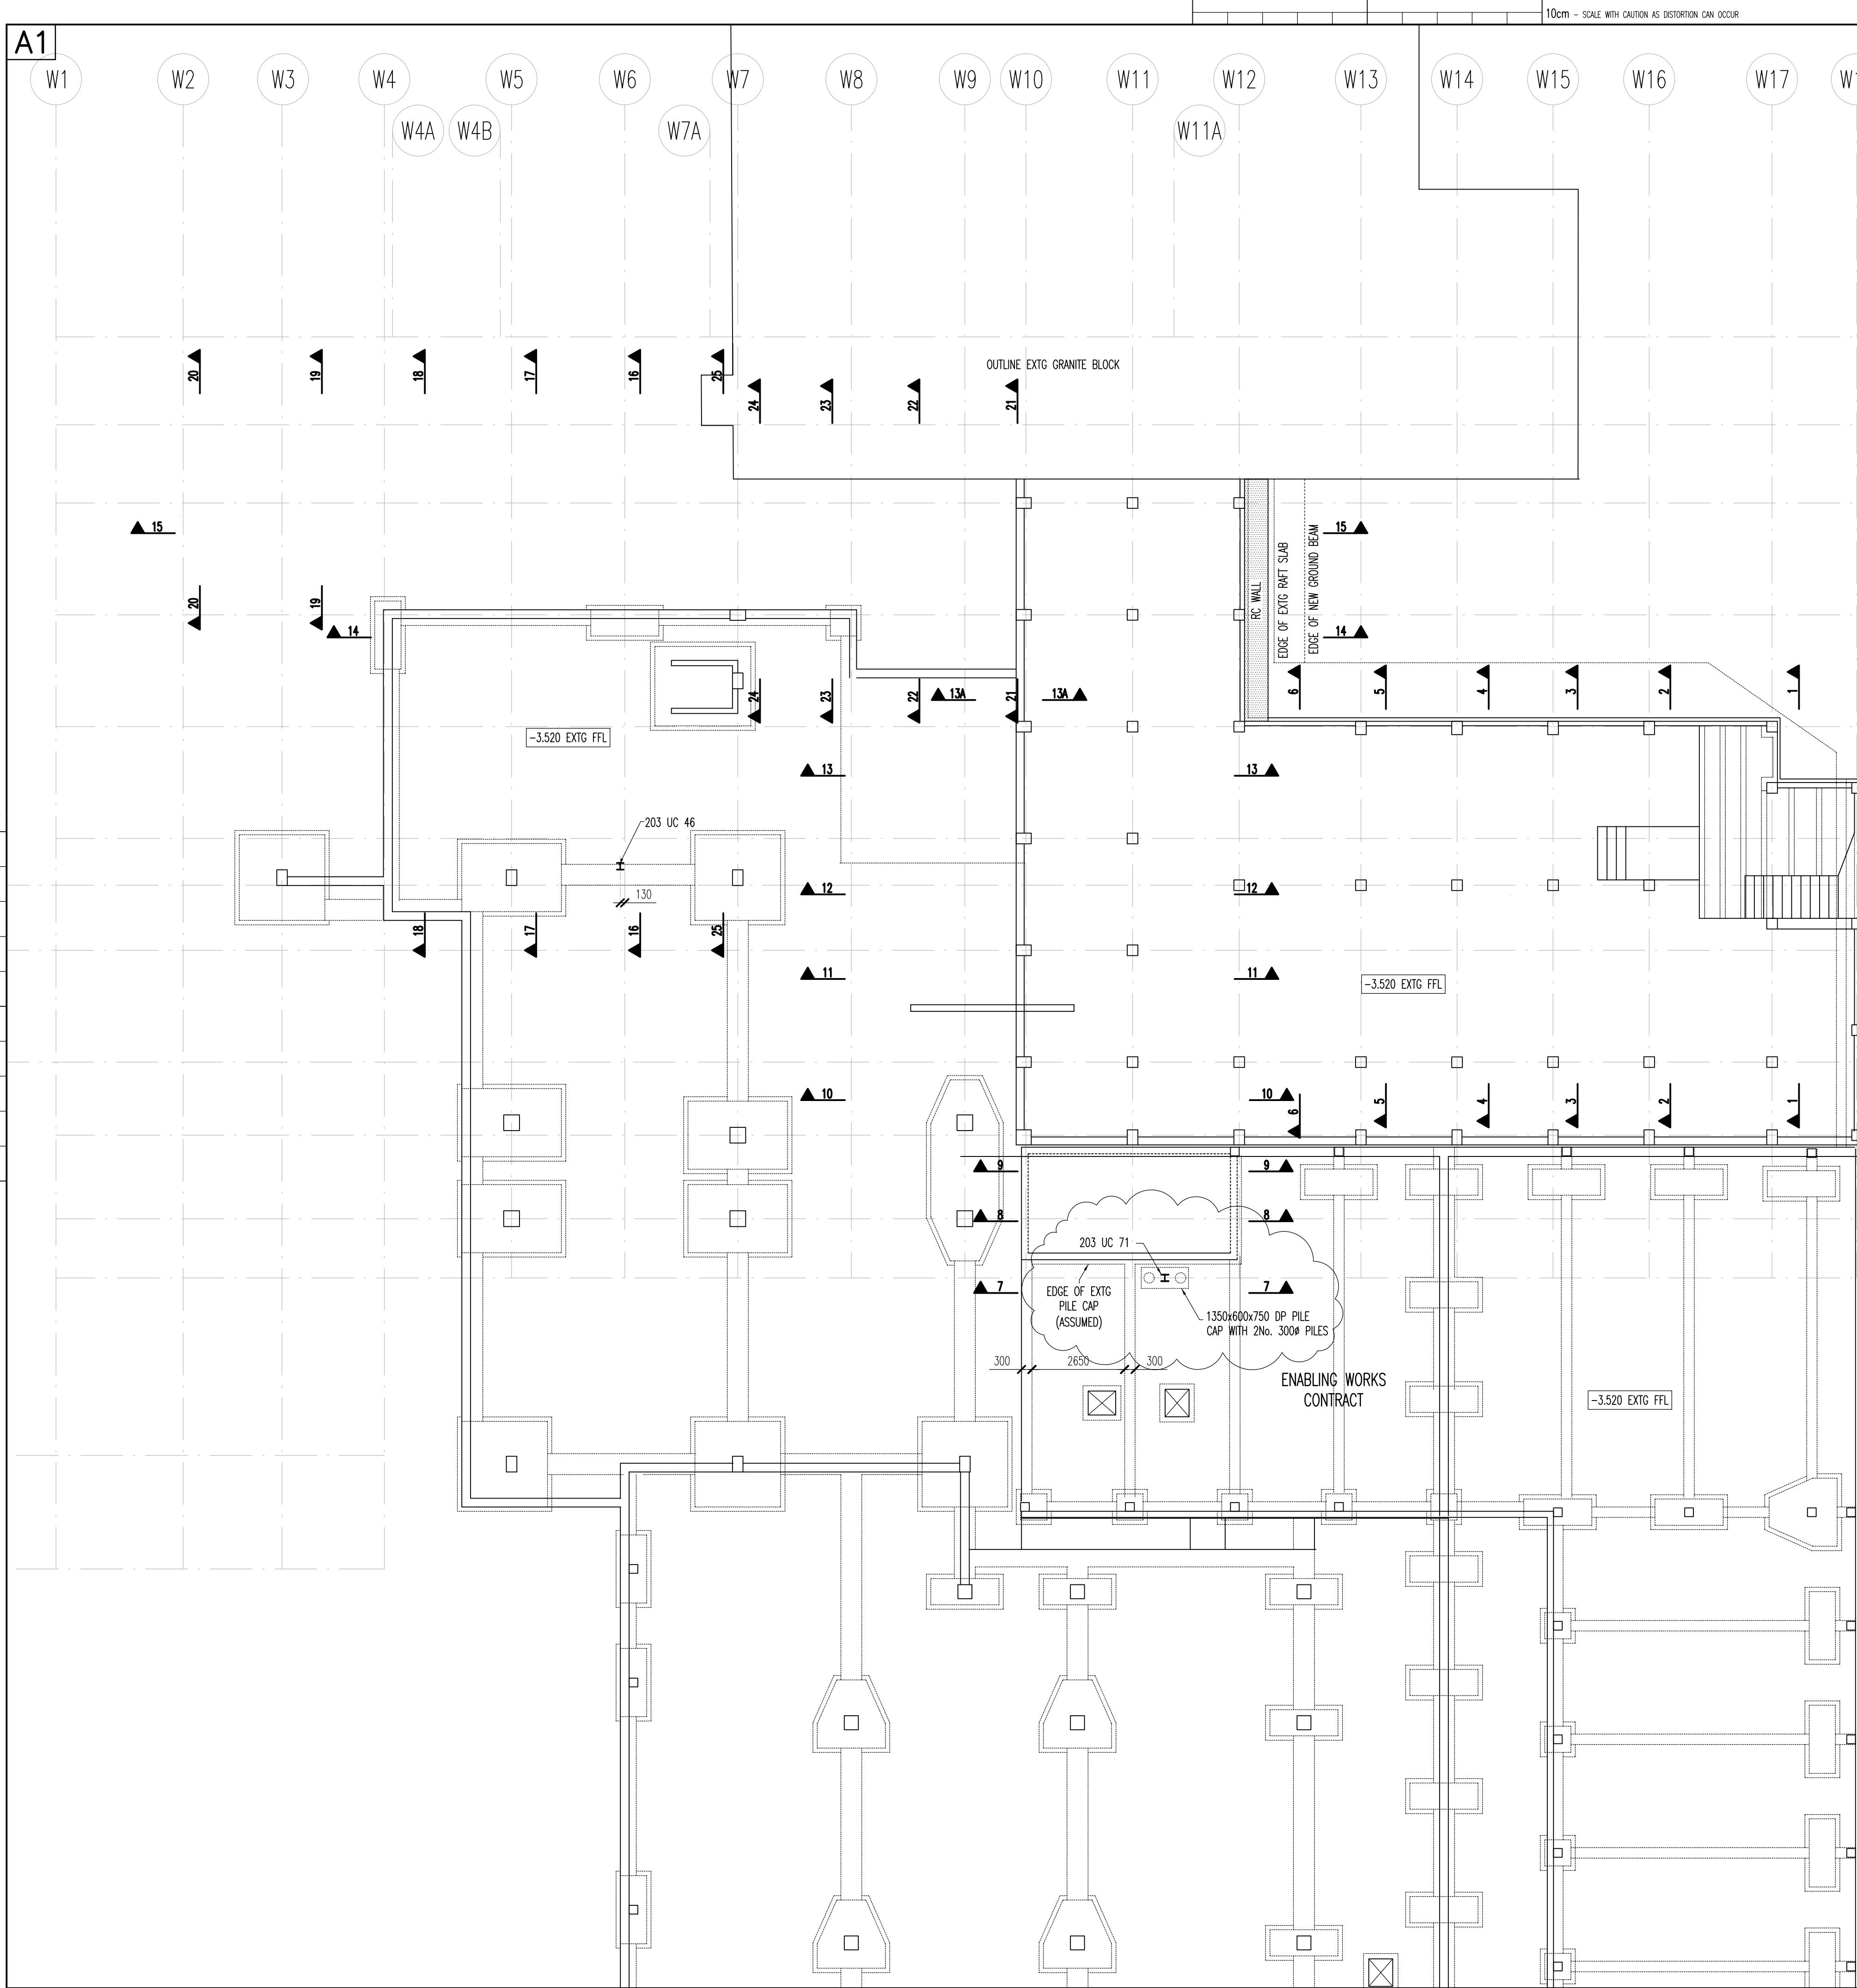 10cm – SCALE WITH CAUTION AS DISTORTION CAN OCCUR
A1
W1 W2 W3 W4 W5 W6 W7 W8 W9 W10 W11 W12 W13 W14 W15 W16 W17
W4A W4B W7A W11A
20 19 18 17 16 25
OUTLINE EXTG GRANITE BLOCK
24 23 22 21
15 15
EDGE OF EXTG RAFT SLAB
EDGE OF NEW GROUND BEAM
RC WALL
20 19
14 14
24 23 22 13A 21 13A 6 5 4 3 2 1
-3.520 EXTG FFL
13 13
203 UC 46
12 12
130
18 17 16 25
11 11
-3.520 EXTG FFL
10 10
6 5 4 3 2 1
9 9
8 8
203 UC 71
7 7
EDGE OF EXTG
PILE CAP
(ASSUMED)
1350x600x750 DP PILE
CAP WITH 2No. 300ø PILES
300 2650 300
ENABLING WORKS
CONTRACT
-3.520 EXTG FFL